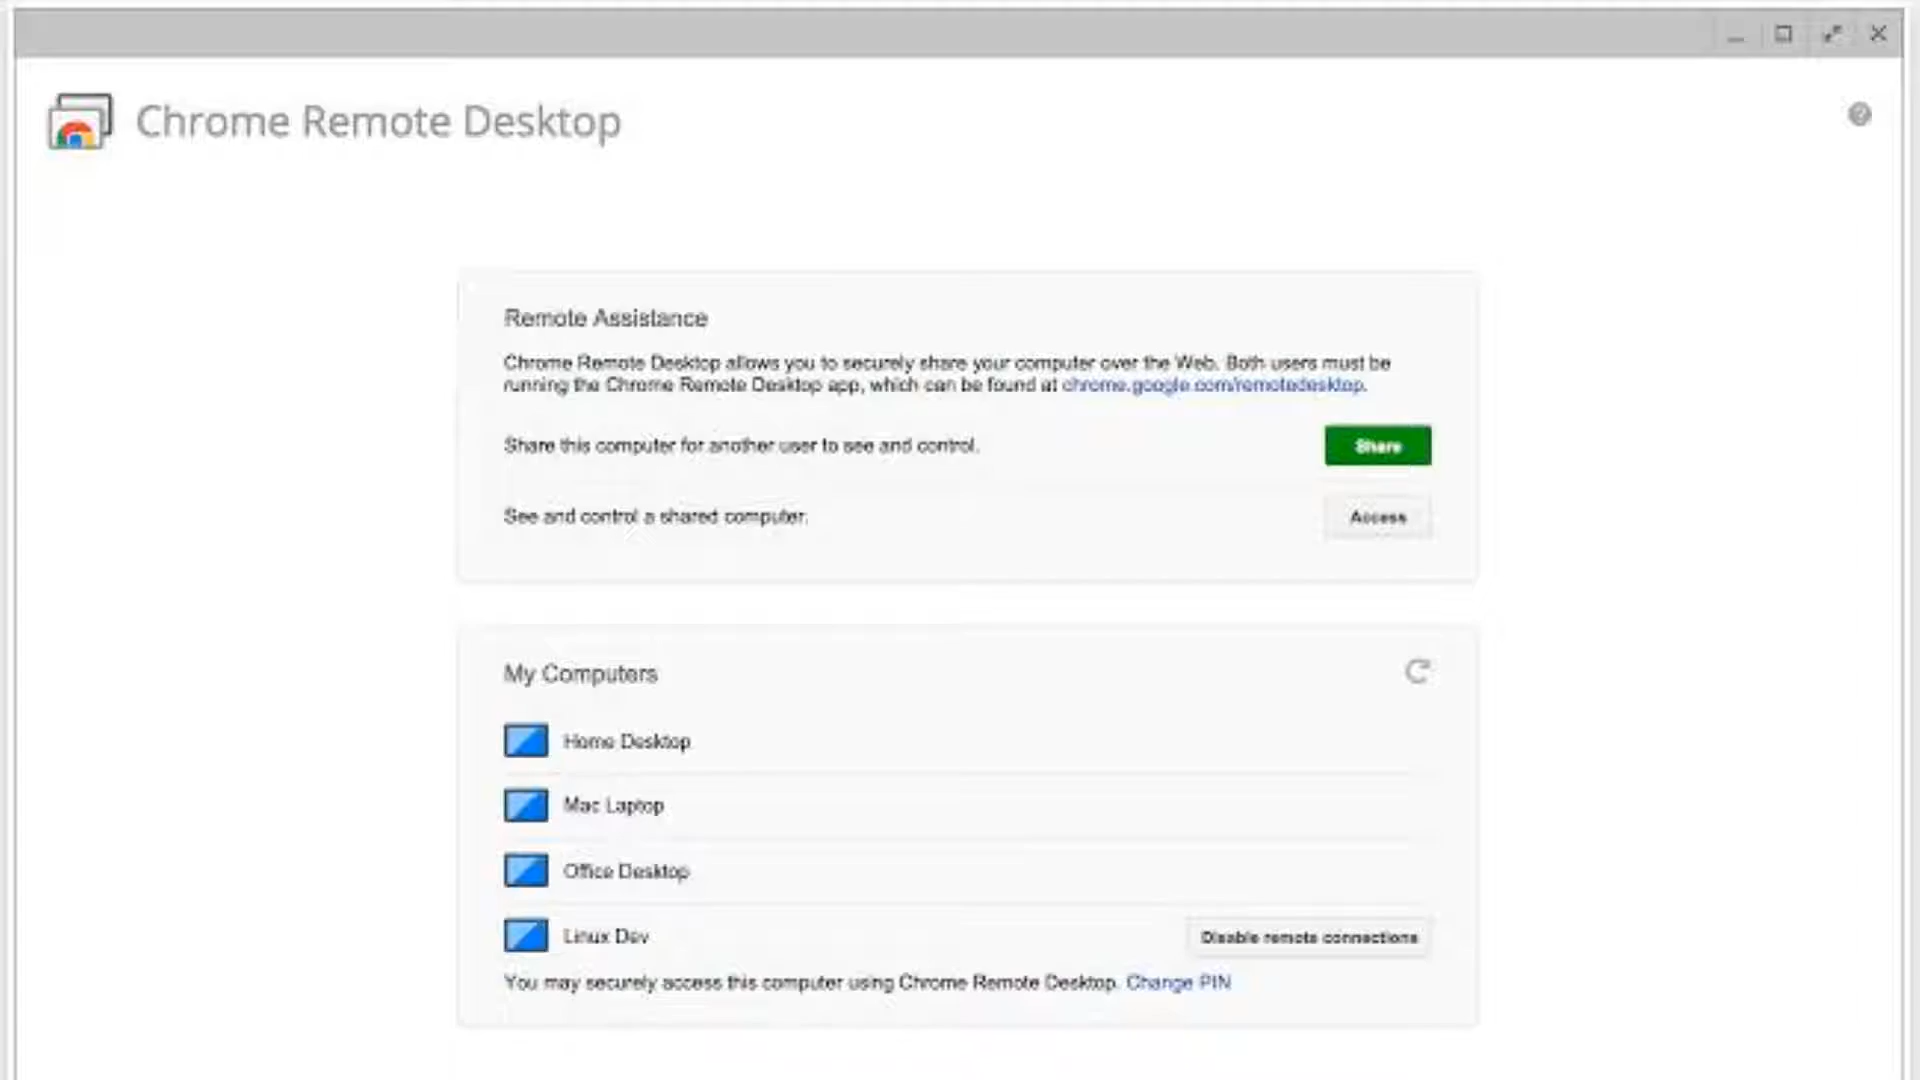 Chrome Remote Desktop
Remote Assistance
Chrome Remote Desktop allows you to securely share your computer over the Web. Both users must be
running the Chrome Remote Desktop app, which can be found at chrome.google.com/remotedesktop.
Share this computer for another user to see and control.
Share
See and control a shared computer.
Access
My Computers
Home Desktop
Mac Laptop
Office Desktop
Linux Dev
Disable remote connections
You may securely access this computer using Chrome Remote Desktop. Change PIN